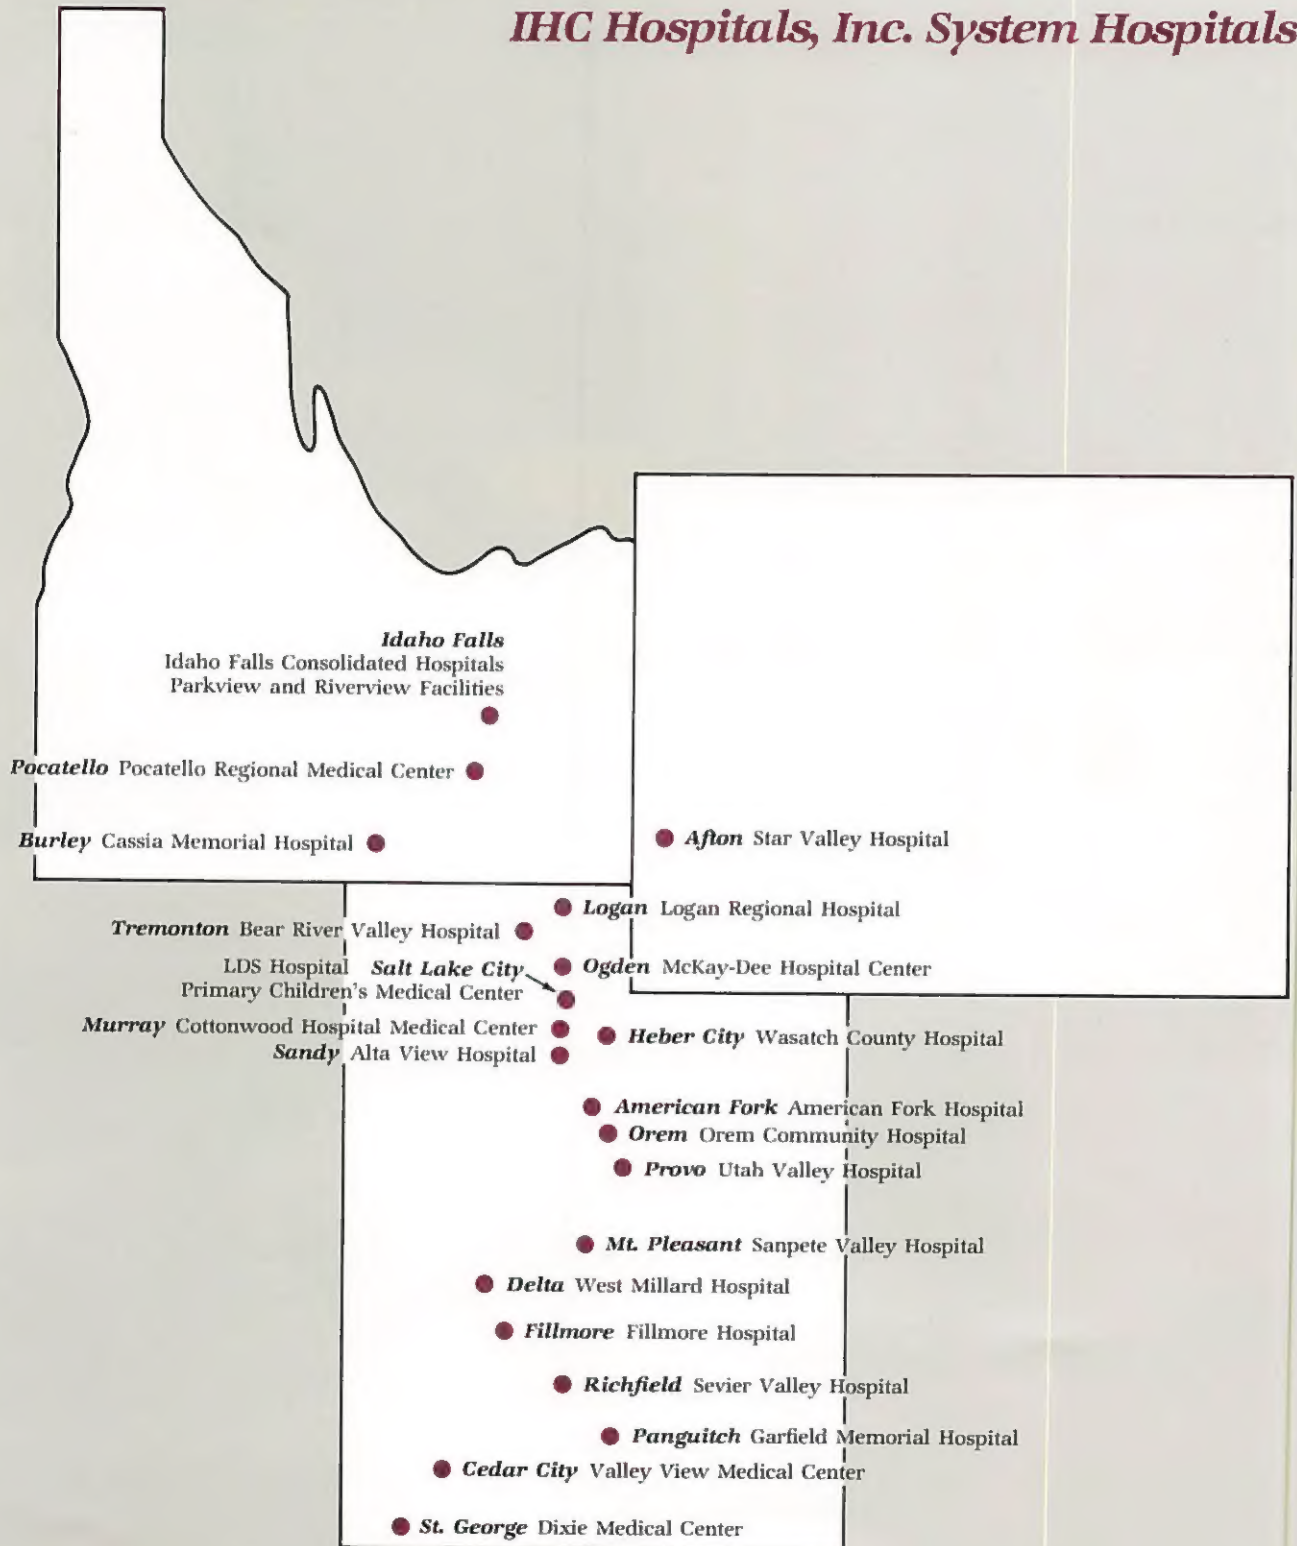 IHC Hospitals, Inc. System Hospitals
Idaho Falls
Idaho Falls Consolidated Hospitals
Parkview and Riverview Facilities
Pocatello Pocatello Regional Medical Center
Burley Cassia Memorial Hospital
Afton Star Valley Hospital
Logan Logan Regional Hospital
Tremonton Bear River Valley Hospital
LDS Hospital Salt Lake City
Primary Children's Medical Center
Ogden McKay-Dee Hospital Center
Murray Cottonwood Hospital Medical Center
Heber City Wasatch County Hospital
Sandy Alta View Hospital
American Fork American Fork Hospital
Orem Orem Community Hospital
Provo Utah Valley Hospital
Mt. Pleasant Sanpete Valley Hospital
Delta West Millard Hospital
Fillmore Fillmore Hospital
Richfield Sevier Valley Hospital
Panguitch Garfield Memorial Hospital
Cedar City Valley View Medical Center
St. George Dixie Medical Center